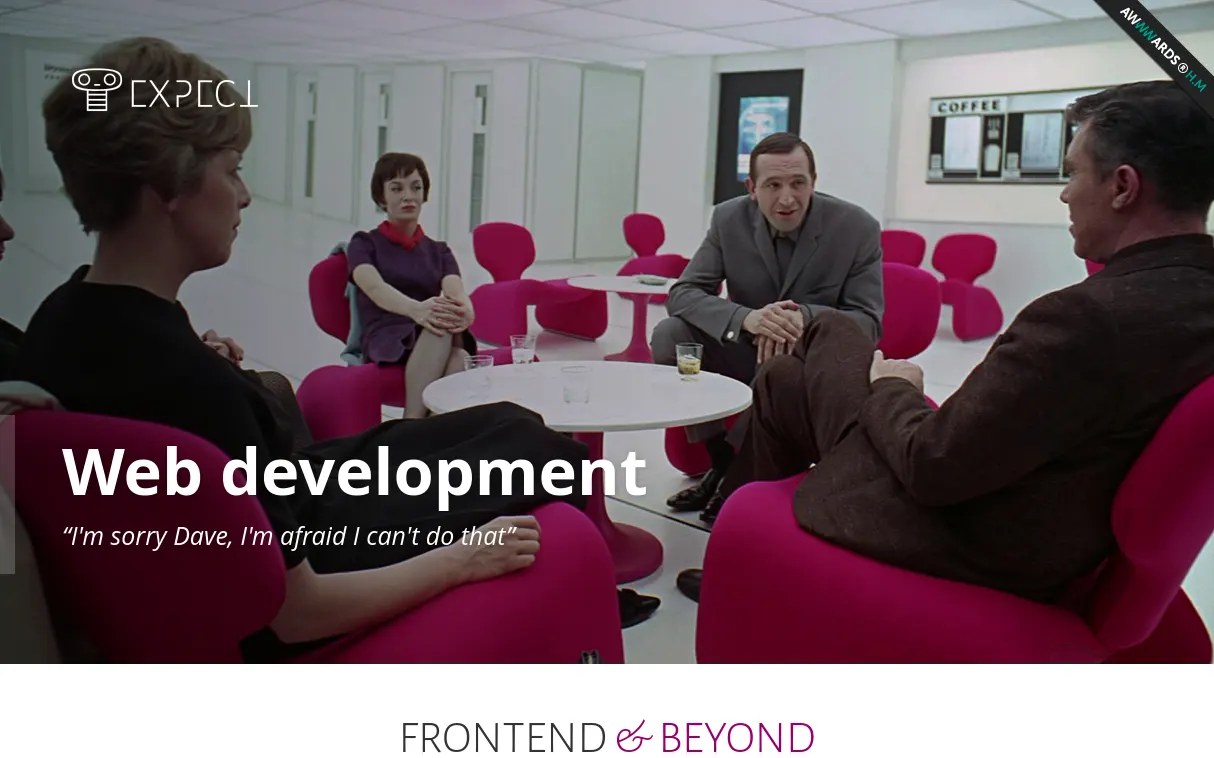 AWWWARDS® H.M
EXPECT
COFFEE
Web development
“I'm sorry Dave, I'm afraid I can't do that”
FRONTEND & BEYOND